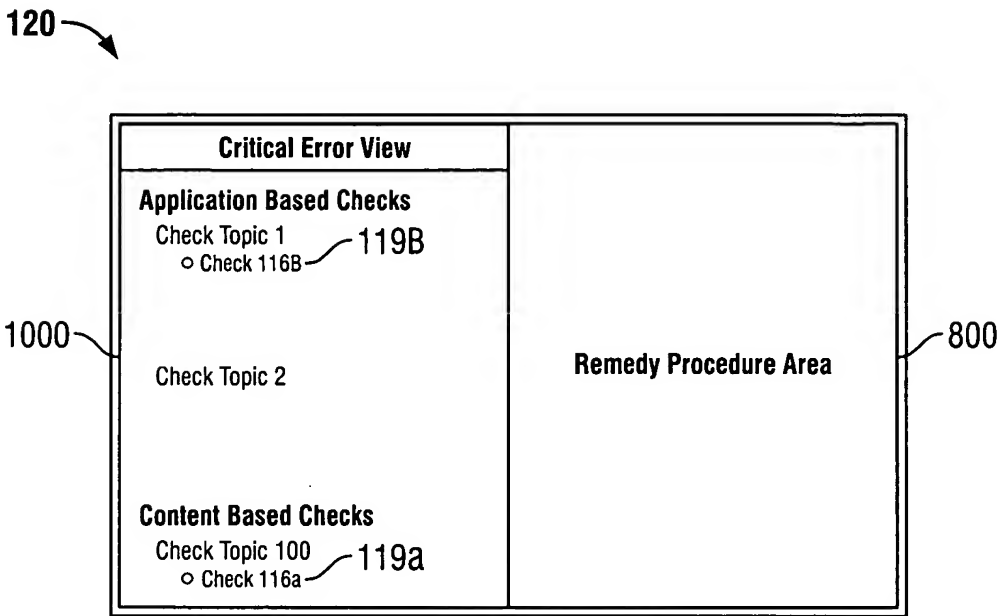 120
Critical Error View
Application Based Checks
Check Topic 1
119B
Check 116B
1000
Check Topic 2
Remedy Procedure Area
800
Content Based Checks
Check Topic 100
119a
Check 116a